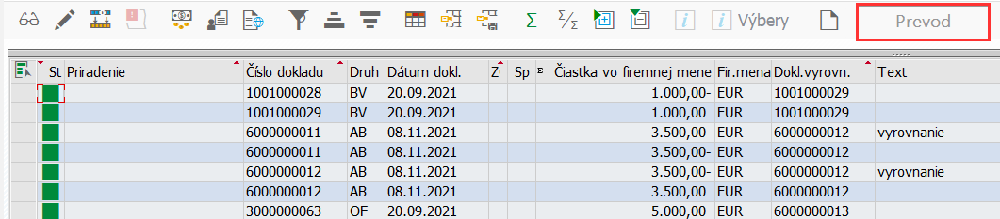 Σ Σ/Σ i i Výbery Prevod
St Priradenie Číslo dokladu Druh Dátum dokl. Z Sp Σ Čiastka vo firemnej mene Fir.mena Dokl.vyrovn. Text
1001000028 BV 20.09.2021 1.000,00- EUR 1001000029
1001000029 BV 20.09.2021 1.000,00 EUR 1001000029
6000000011 AB 08.11.2021 3.500,00 EUR 6000000012 vyrovnanie
6000000011 AB 08.11.2021 3.500,00- EUR 6000000012
6000000012 AB 08.11.2021 3.500,00- EUR 6000000012 vyrovnanie
6000000012 AB 08.11.2021 3.500,00 EUR 6000000012
3000000063 OF 20.09.2021 5.000,00 EUR 6000000013